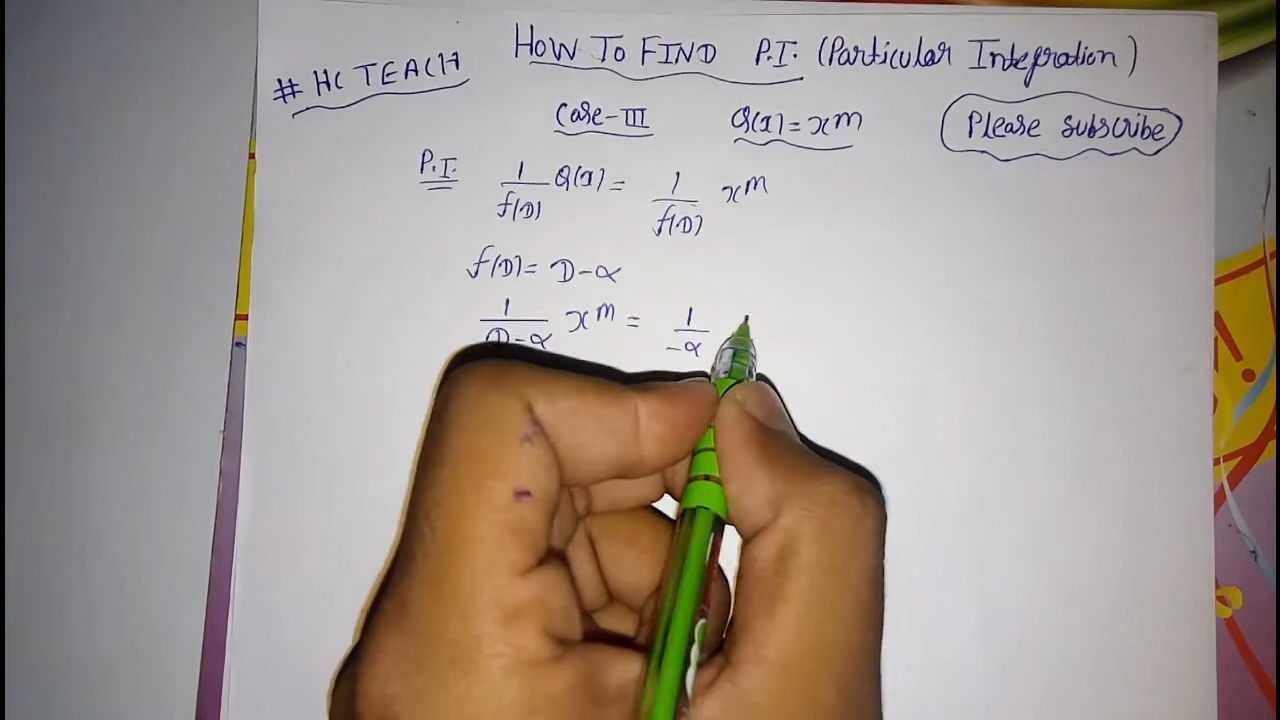 # HC TEACH
HOW TO FIND P.I. (Particular Integration)
Case-III Q(x) = x^m
Please subscribe
P.I. 1/f(D) Q(x) = 1/f(D) x^m
f(D) = D-α
1/(D-α) x^m = 1/-α